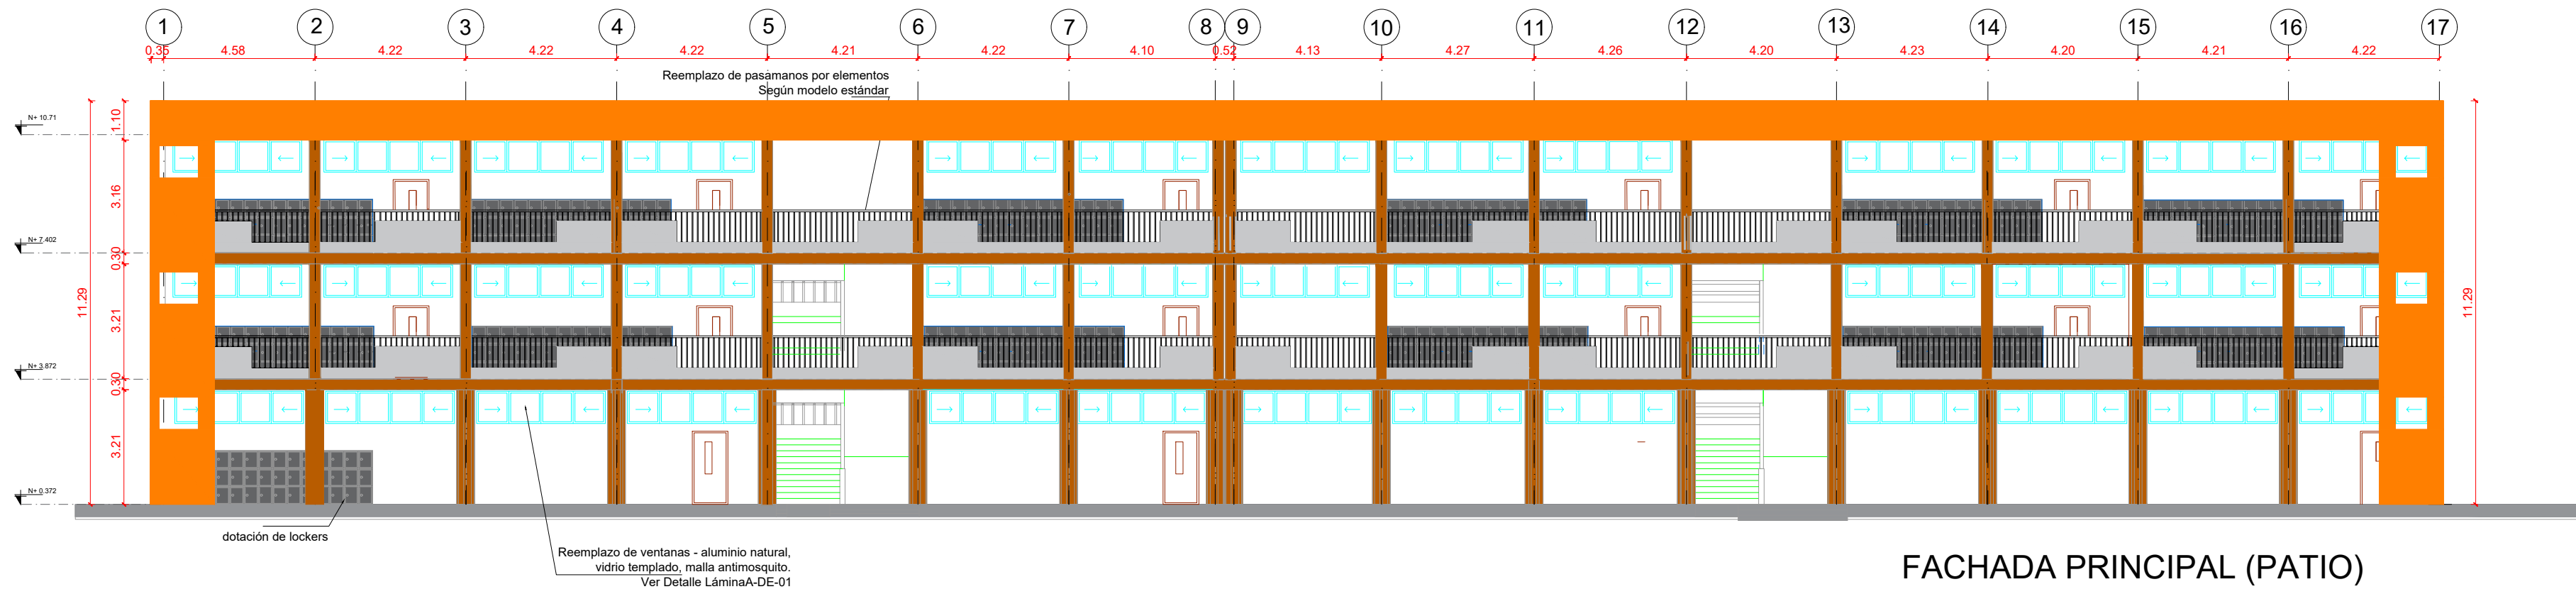 1 2 3 4 5 6 7 8 9 10 11 12 13 14 15 16 17
0.35 4.58 4.22 4.22 4.22 4.21 4.22 4.10 0.52 4.13 4.27 4.26 4.20 4.23 4.20 4.21 4.22
Reemplazo de pasamanos por elementos
Según modelo estándar
N+ 10.71
1.10
3.16
N+ 7.402
0.30
11.29
3.21
11.29
N+ 3.872
0.30
3.21
N+ 0.372
dotación de lockers
Reemplazo de ventanas - aluminio natural,
vidrio templado, malla antimosquito.
Ver Detalle LáminaA-DE-01
FACHADA PRINCIPAL (PATIO)